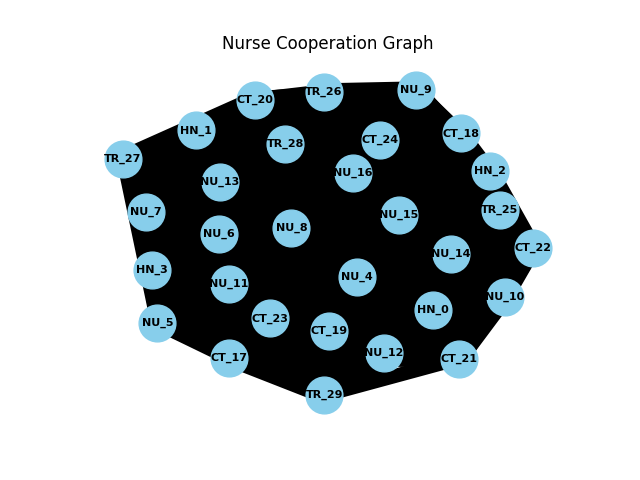 Nurse Cooperation Graph
NU_9
TR_26
CT_20
HN_1
CT_18
CT_24
TR_28
TR_27
HN_2
NU_16
NU_13
TR_25
NU_7
NU_15
NU_8
NU_6
CT_22
NU_14
HN_3
NU_4
NU_11
NU_10
HN_0
CT_23
NU_5
CT_19
NU_12
CT_17
CT_21
TR_29